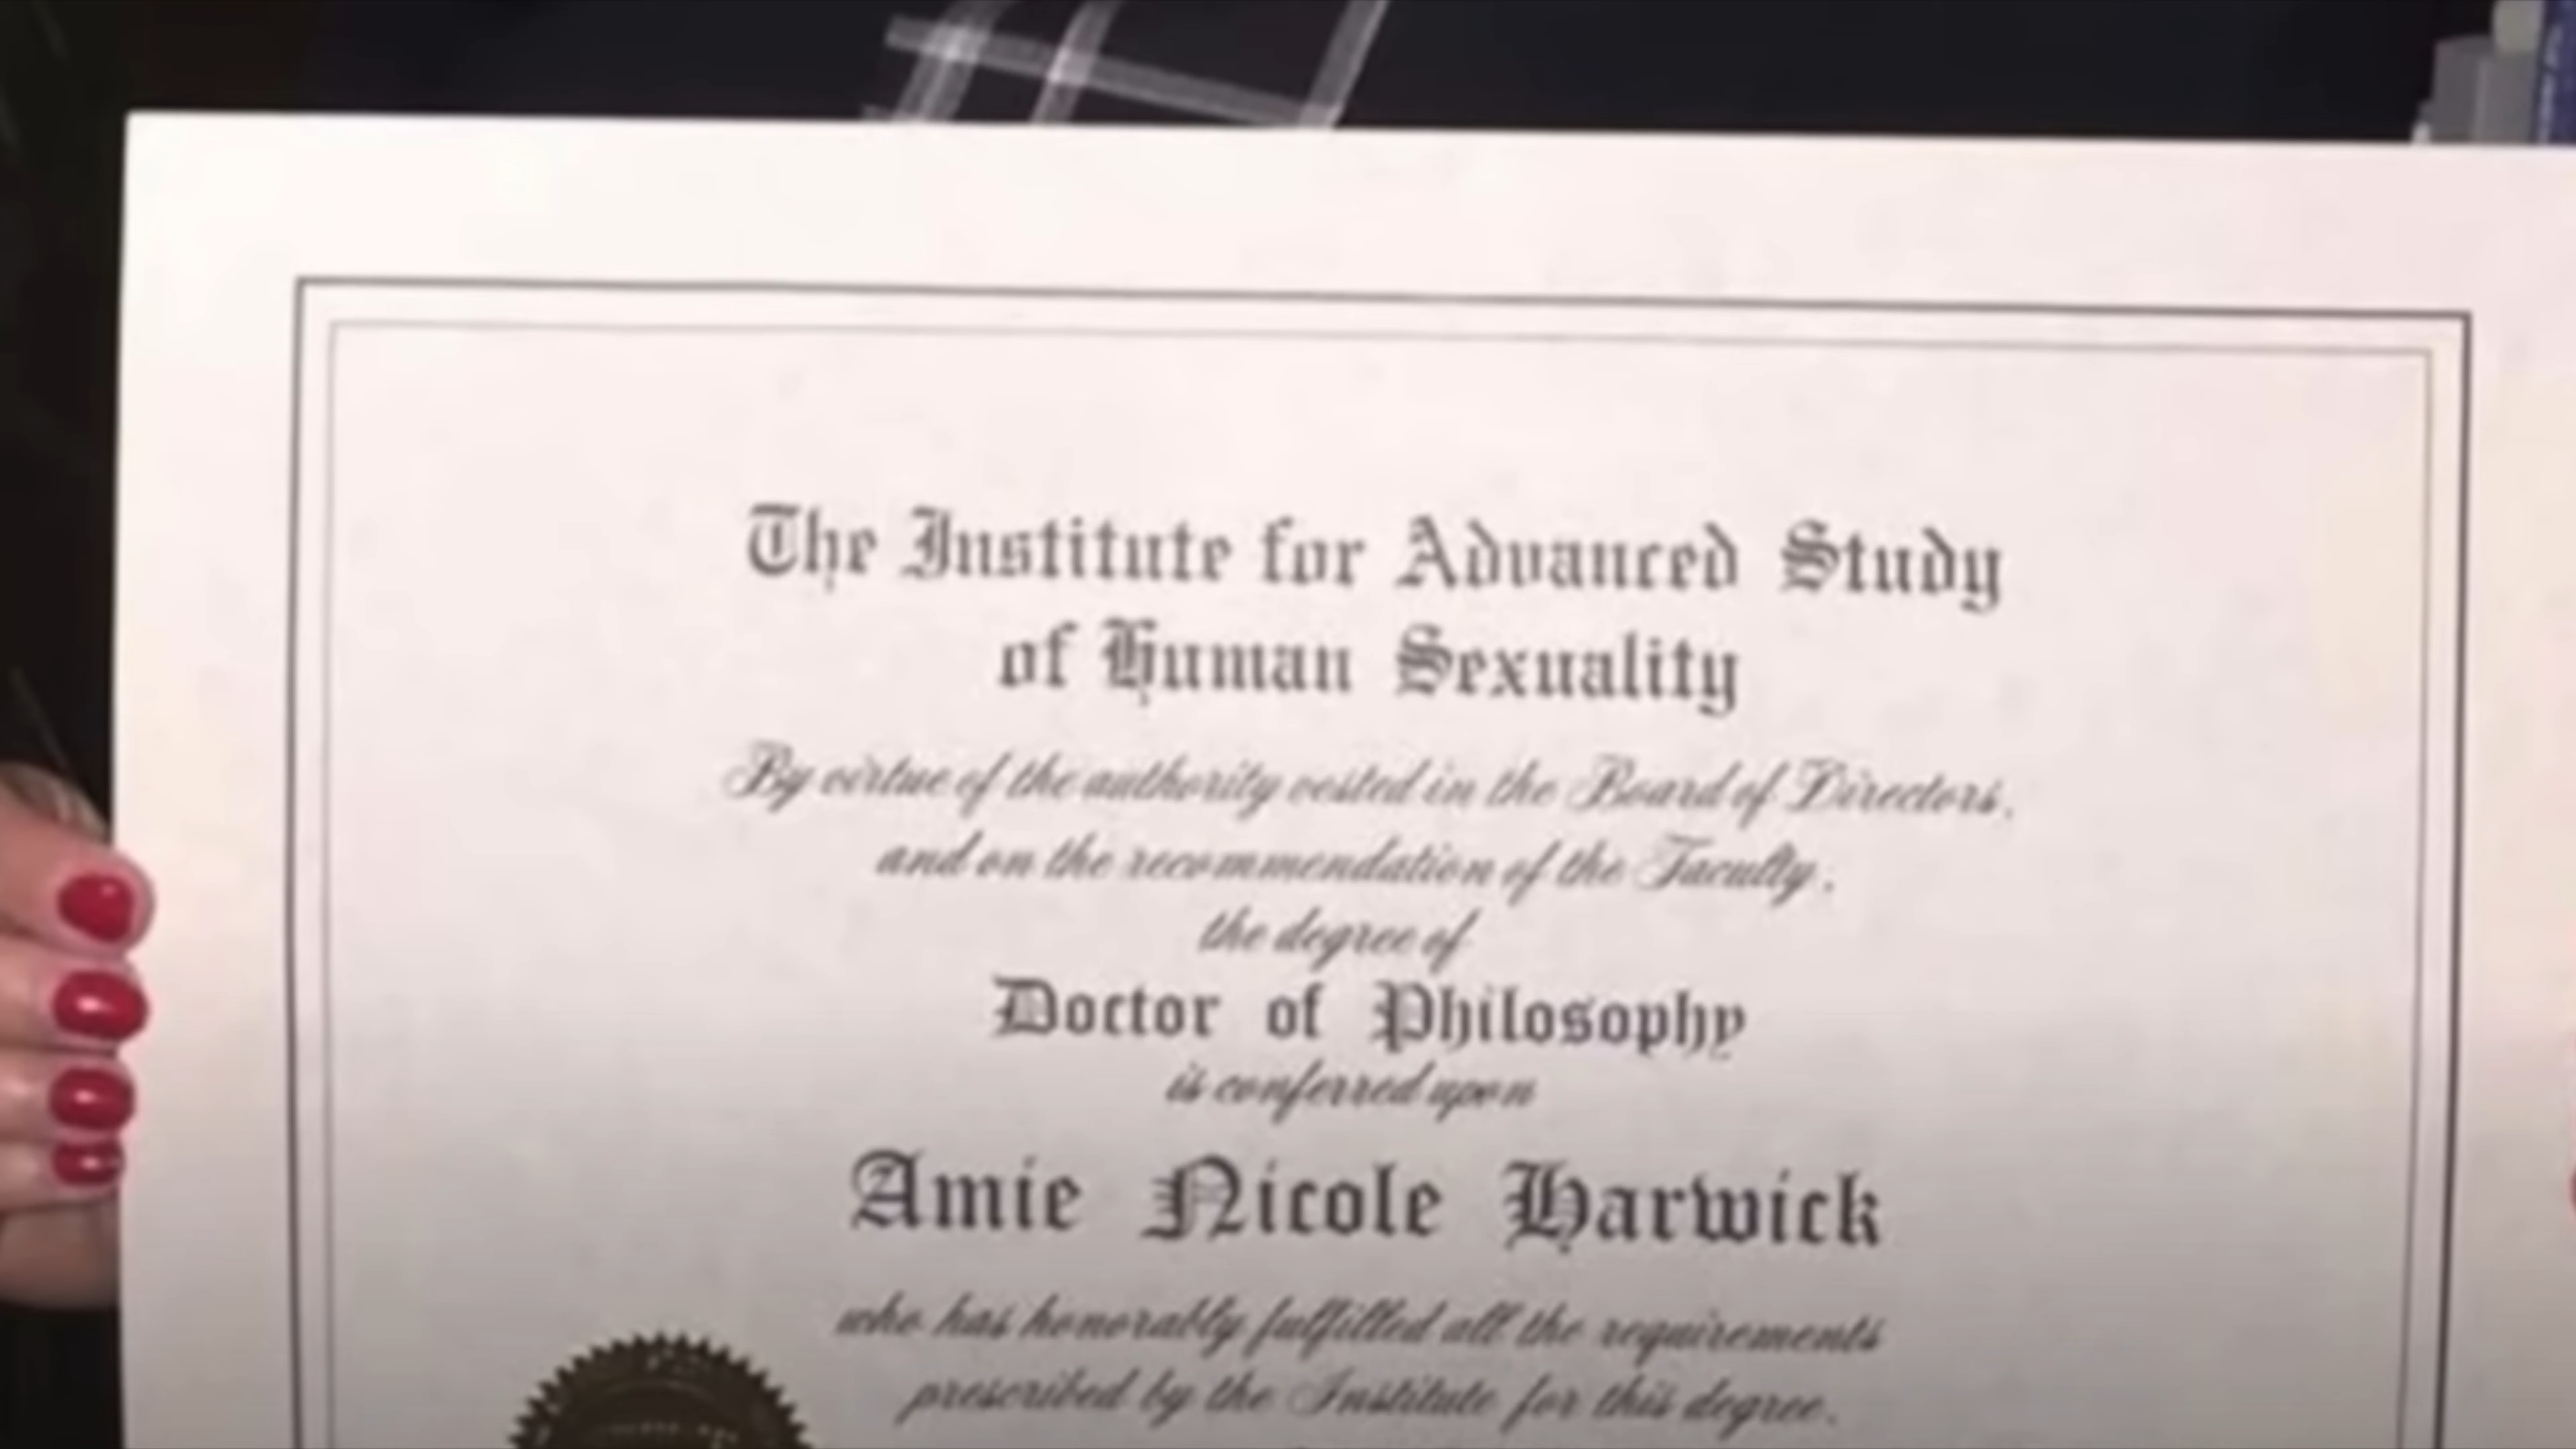 The Institute for Advanced Study
of Human Sexuality
By virtue of the authority vested in the Board of Directors,
and on the recommendation of the Faculty,
the degree of
Doctor of Philosophy
is conferred upon
Amie Nicole Harwick
who has honorably fulfilled all the requirements
prescribed by the Institute for this degree.